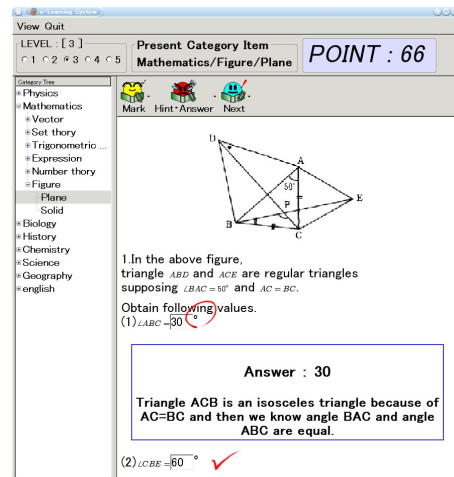 e-Learning System
View Quit
LEVEL : [ 3 ]
1 2 3 4 5
Present Category Item
Mathematics/Figure/Plane
POINT : 66
Category Tree
Physics
Mathematics
Vector
Set thory
Trigonometric ...
Expression
Number thory
Figure
Plane
Solid
Biology
History
Chemistry
Science
Geography
english
Mark Hint・Answer Next
D
A
50°
P
E
B
C
1.In the above figure,
triangle ABD and ACE are regular triangles
supposing ∠BAC = 50° and AC = BC.
Obtain following values.
(1)∠ABC = 30 °
Answer : 30
Triangle ACB is an isosceles triangle because of
AC=BC and then we know angle BAC and angle
ABC are equal.
(2)∠CBE = 60 °